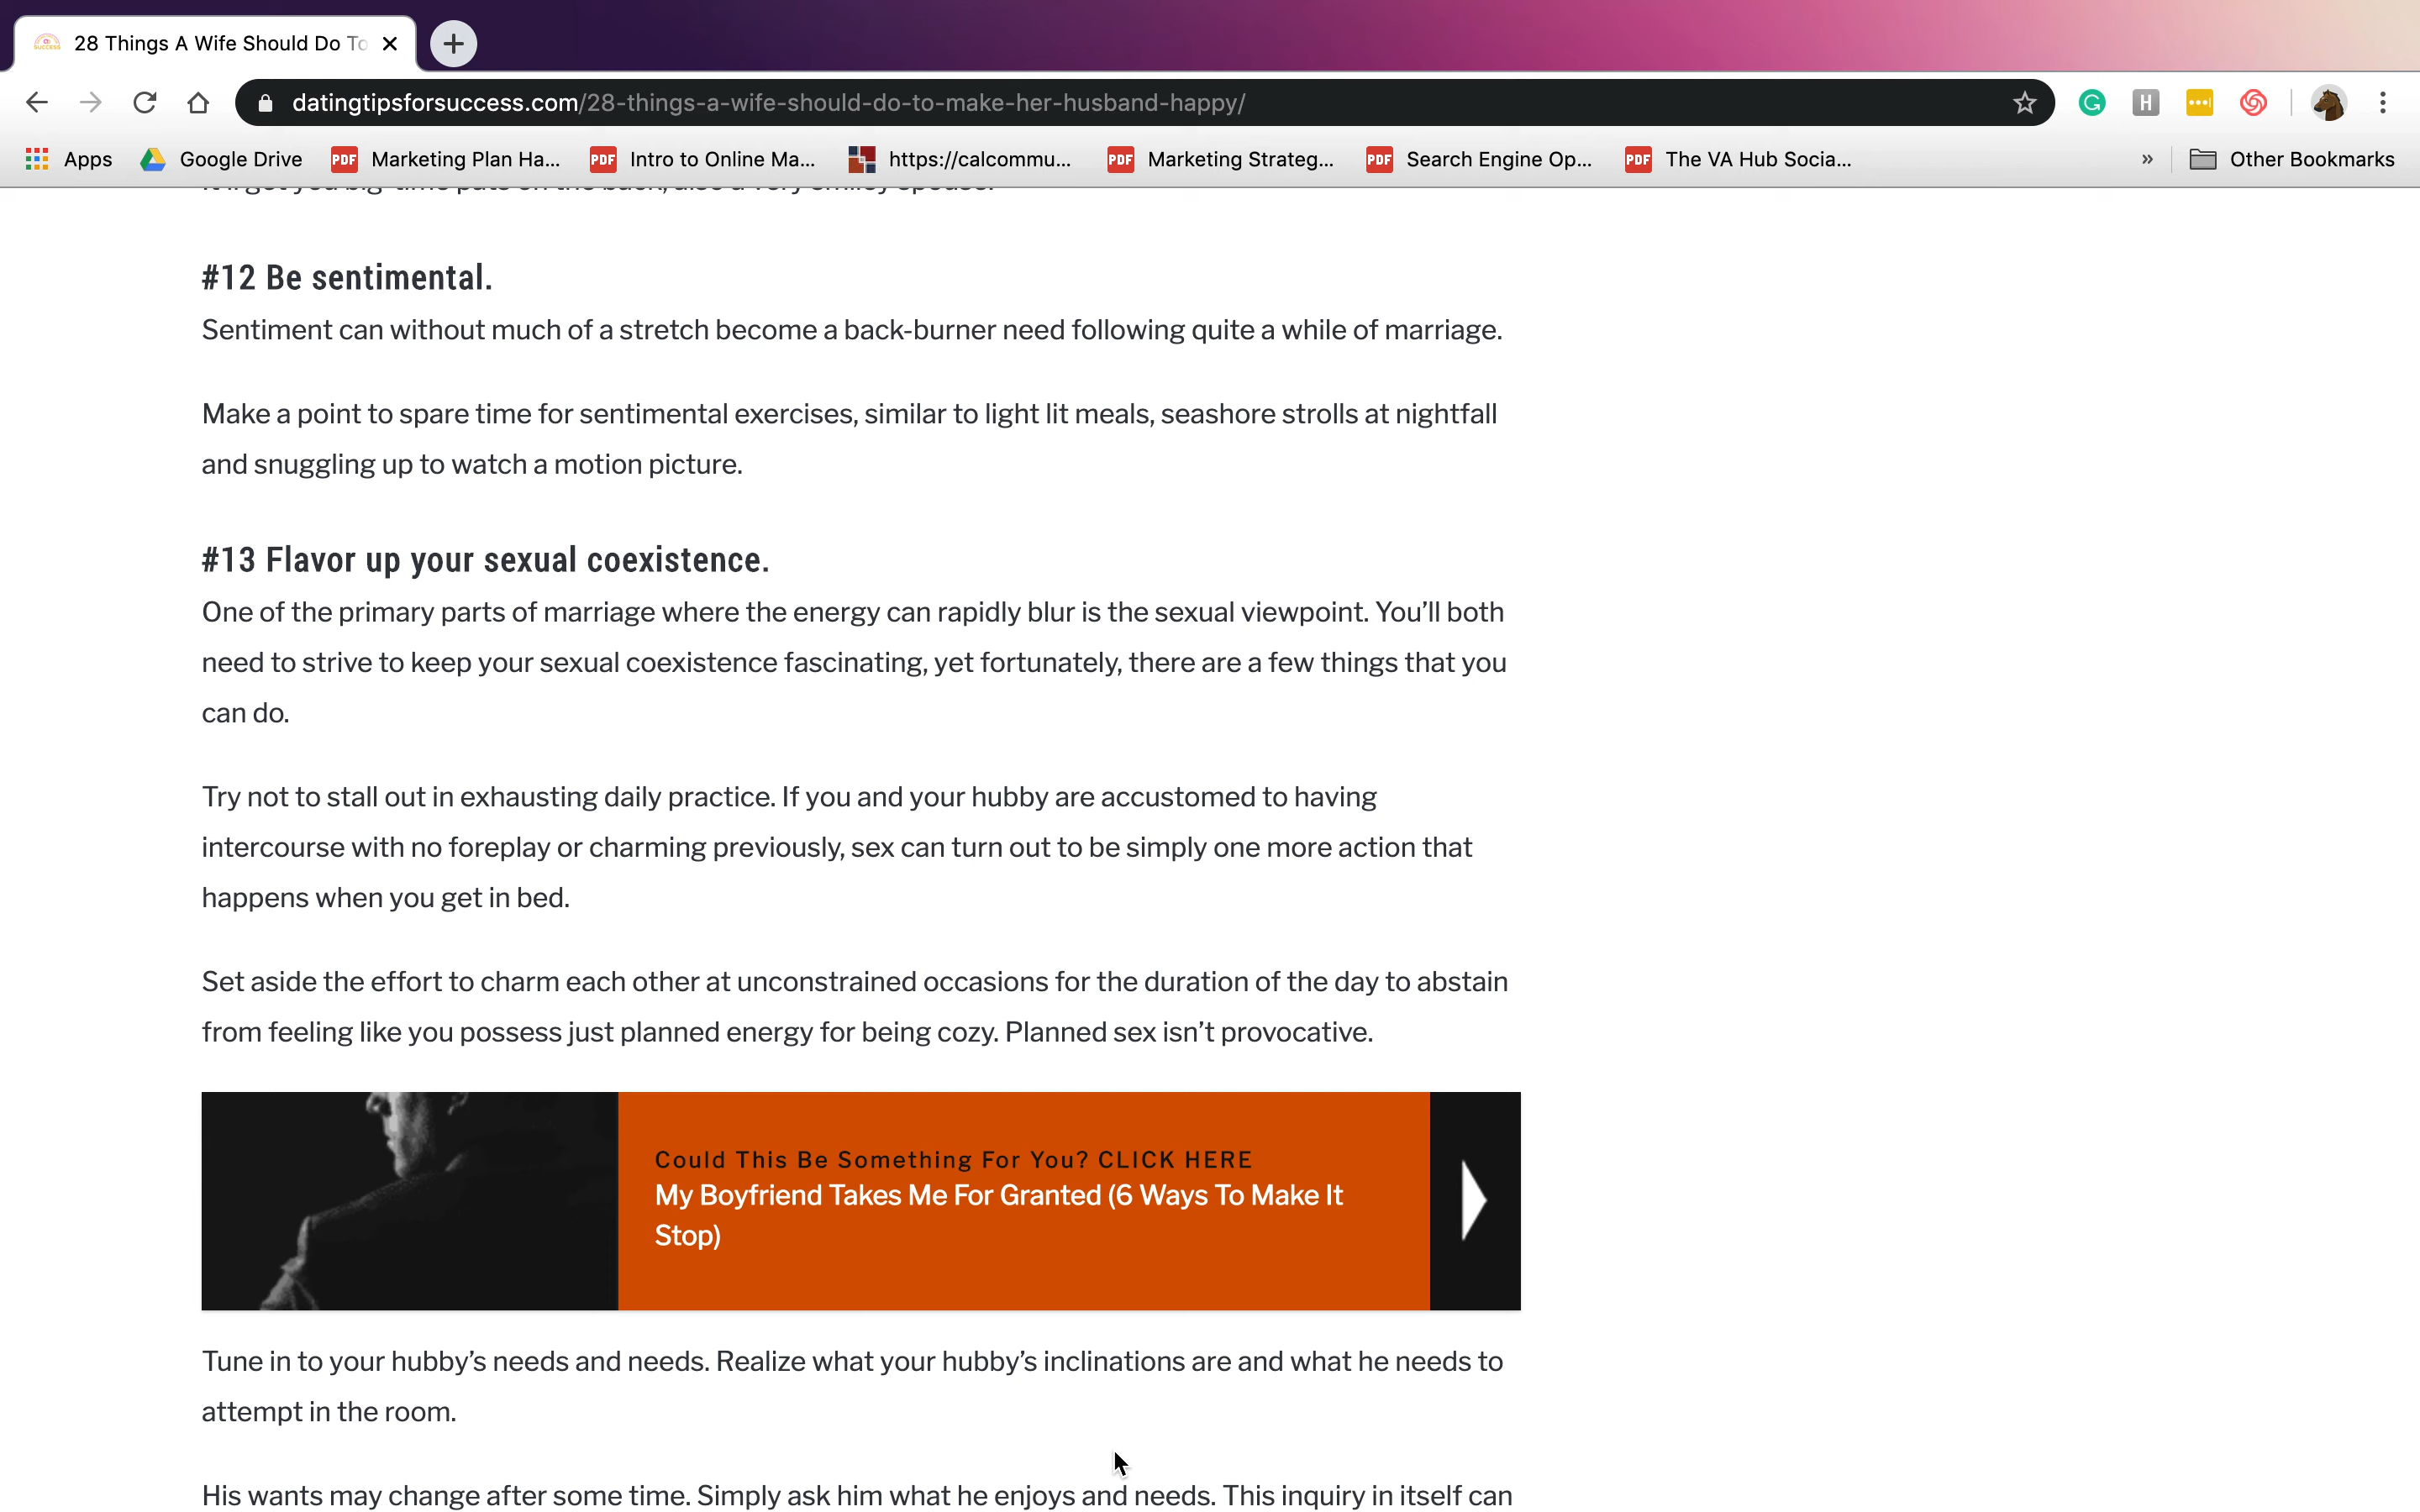 28 Things A Wife Should Do To
datingtipsforsuccess.com/28-things-a-wife-should-do-to-make-her-husband-happy/
Apps Google Drive Marketing Plan Ha... Intro to Online Ma... https://calcommu... Marketing Strateg... Search Engine Op... The VA Hub Socia... » Other Bookmarks
It'll get you big-time pats on the back, also a very smiley spouse.
#12 Be sentimental.
Sentiment can without much of a stretch become a back-burner need following quite a while of marriage.
Make a point to spare time for sentimental exercises, similar to light lit meals, seashore strolls at nightfall
and snuggling up to watch a motion picture.
#13 Flavor up your sexual coexistence.
One of the primary parts of marriage where the energy can rapidly blur is the sexual viewpoint. You’ll both
need to strive to keep your sexual coexistence fascinating, yet fortunately, there are a few things that you
can do.
Try not to stall out in exhausting daily practice. If you and your hubby are accustomed to having
intercourse with no foreplay or charming previously, sex can turn out to be simply one more action that
happens when you get in bed.
Set aside the effort to charm each other at unconstrained occasions for the duration of the day to abstain
from feeling like you possess just planned energy for being cozy. Planned sex isn’t provocative.
Could This Be Something For You? CLICK HERE
My Boyfriend Takes Me For Granted (6 Ways To Make It
Stop)
Tune in to your hubby’s needs and needs. Realize what your hubby’s inclinations are and what he needs to
attempt in the room.
His wants may change after some time. Simply ask him what he enjoys and needs. This inquiry in itself can